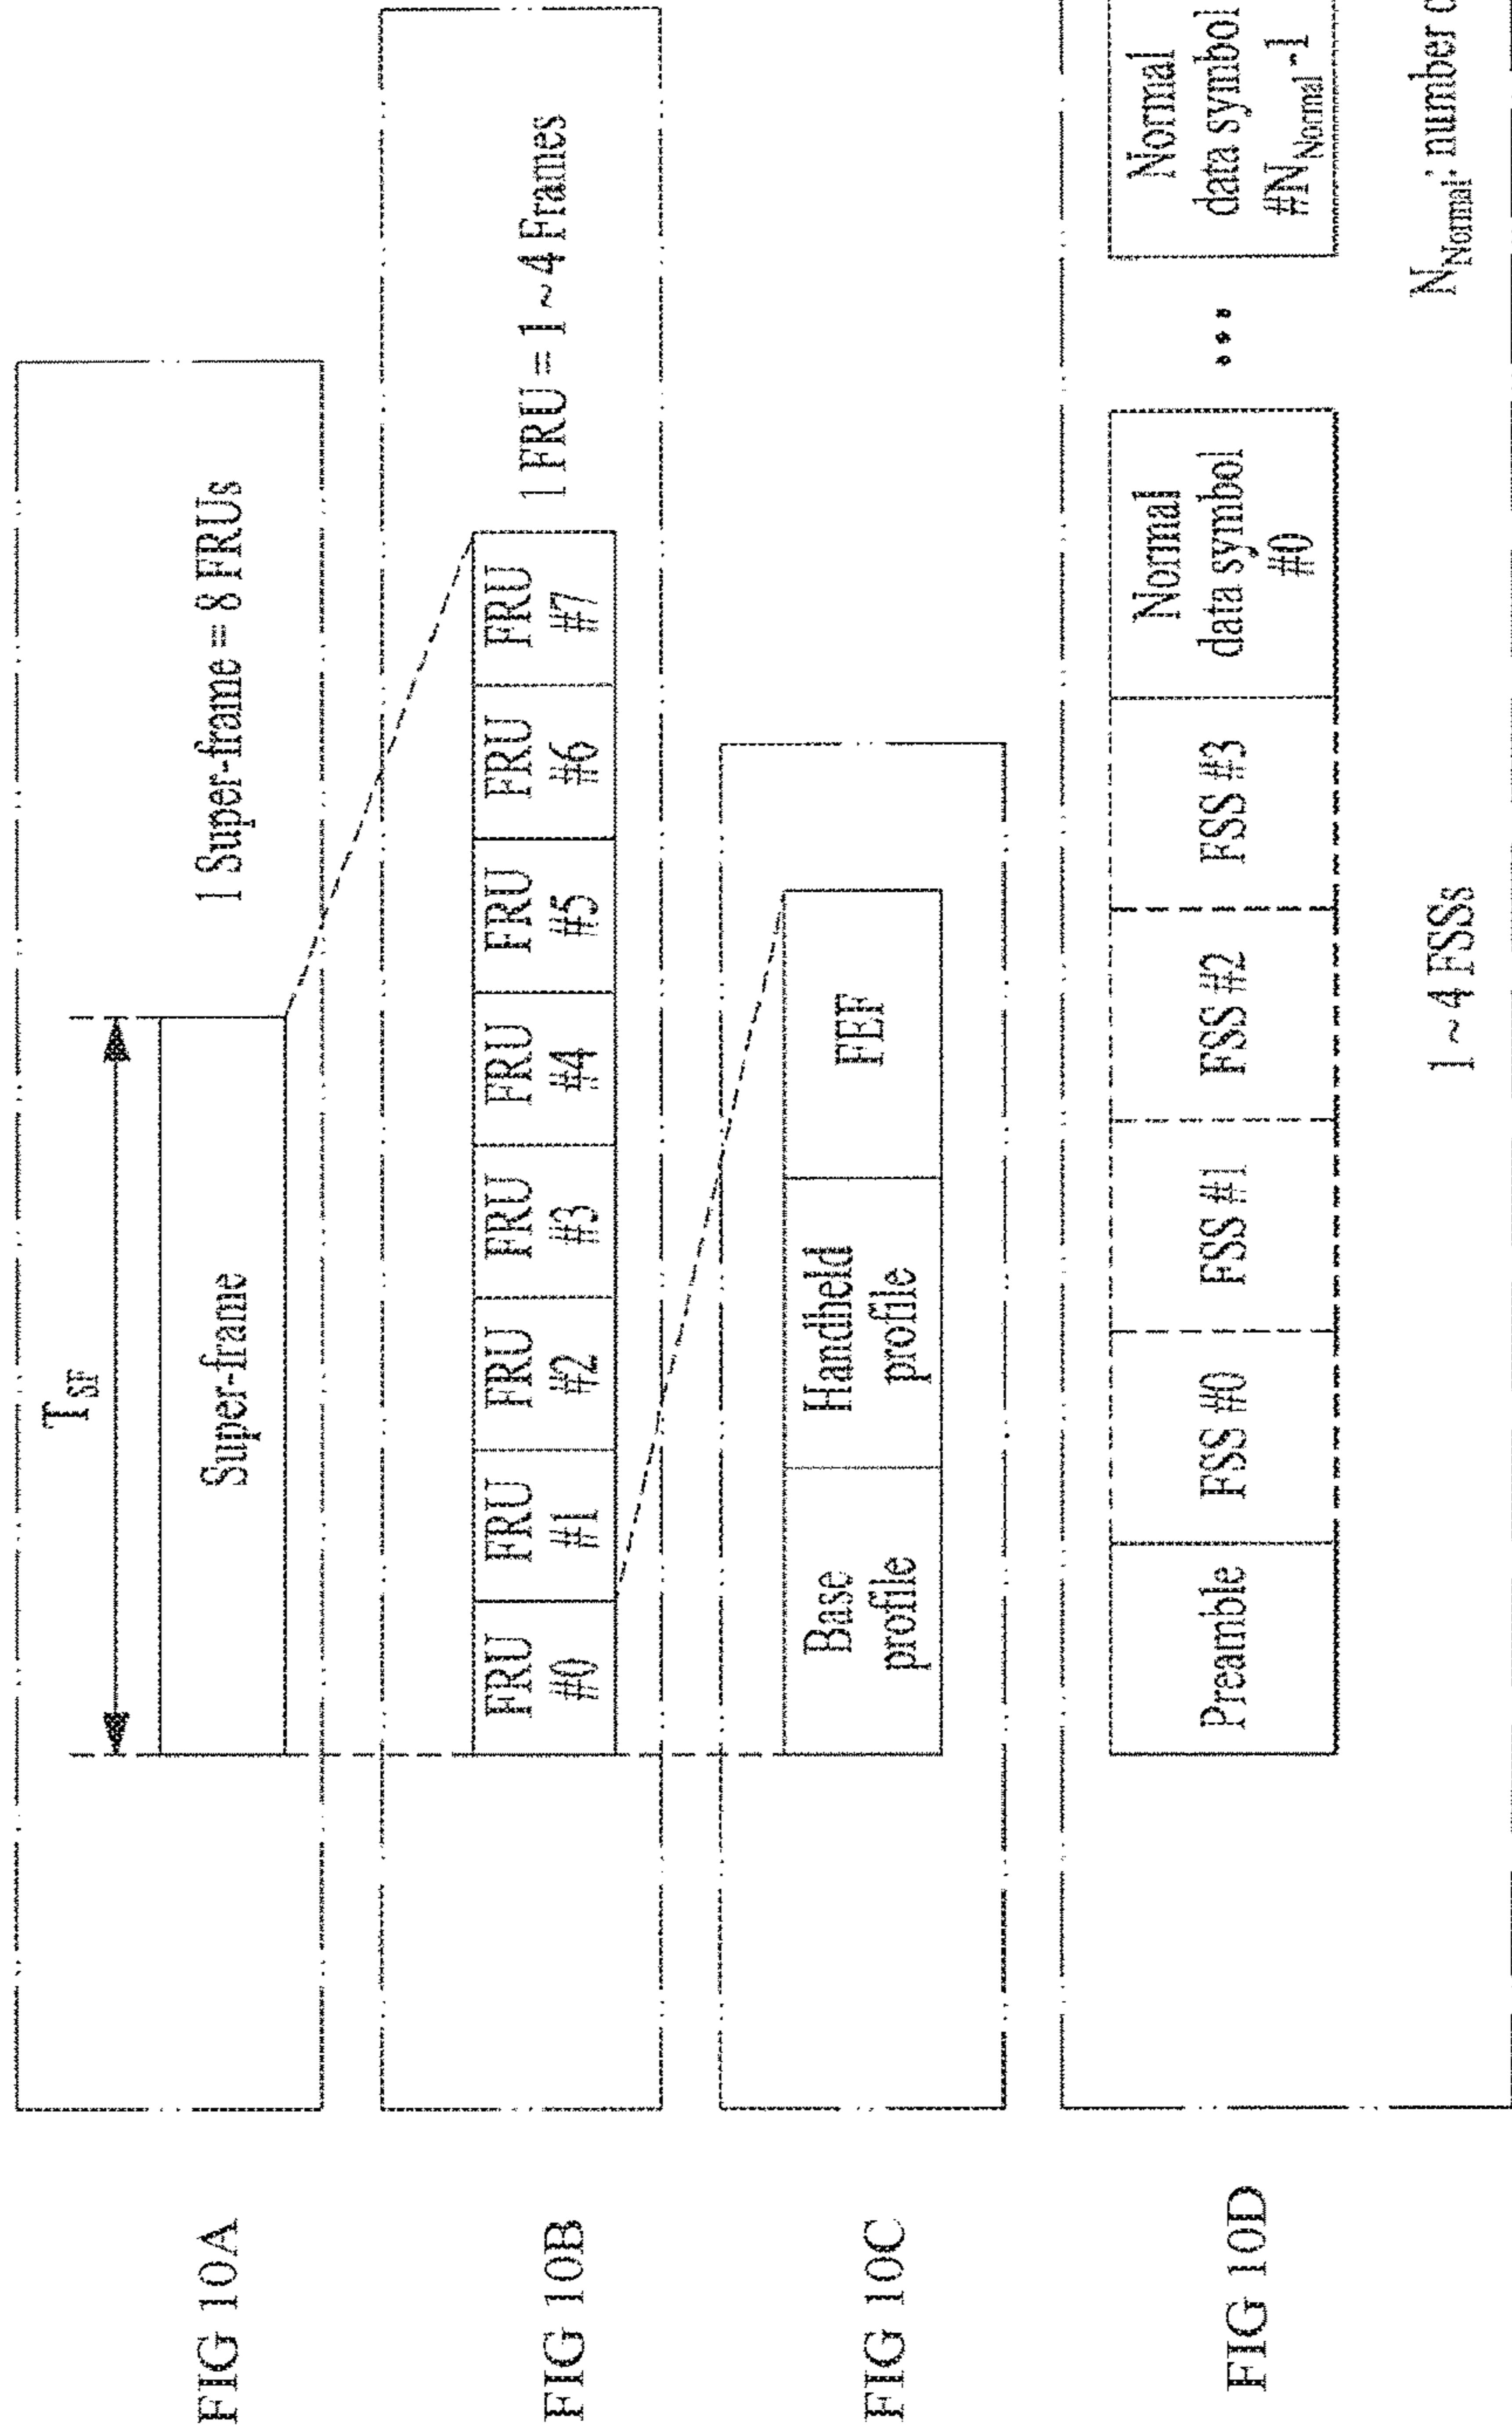 FIG 10A
T_SF
Super-frame
1 Super-frame = 8 FRUs
FIG 10B
FRU
#0
FRU
#1
FRU
#2
FRU
#3
FRU
#4
FRU
#5
FRU
#6
FRU
#7
1 FRU = 1 ~ 4 Frames
FIG 10C
Base
profile
Handheld
profile
FEF
FIG 10D
Preamble
FSS #0
FSS #1
FSS #2
FSS #3
Normal
data symbol
#0
...
Normal
data symbol
#N_Normal-1
1 ~ 4 FSSs
N_Normal: number